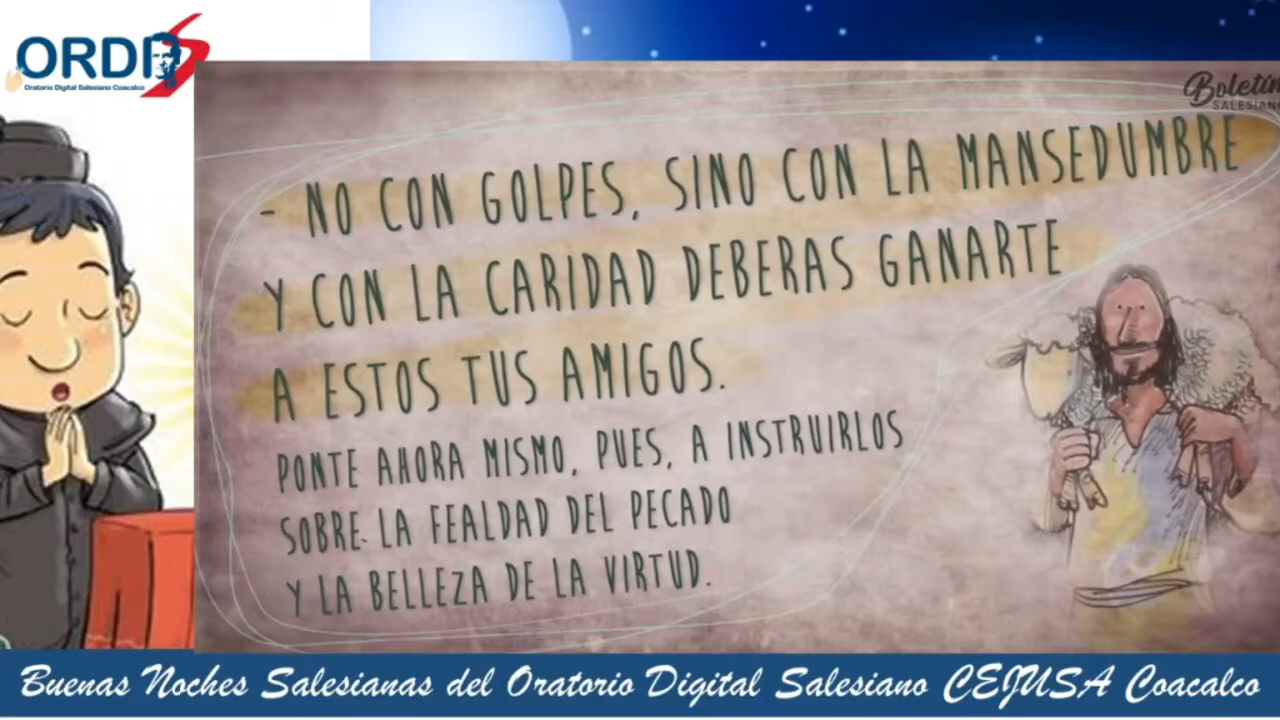 ORDS
Oratorio Digital Salesiano Coacalco
Boletín
SALESIANO
- NO CON GOLPES, SINO CON LA MANSEDUMBRE
Y CON LA CARIDAD DEBERAS GANARTE
A ESTOS TUS AMIGOS.
PONTE AHORA MISMO, PUES, A INSTRUIRLOS
SOBRE LA FEALDAD DEL PECADO
Y LA BELLEZA DE LA VIRTUD.
Buenas Noches Salesianas del Oratorio Digital Salesiano CEJUSA Coacalco